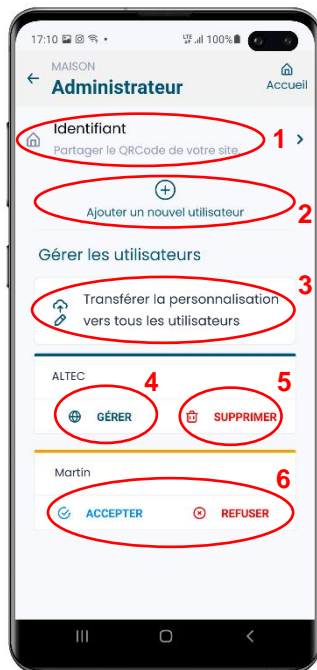 17:10 LTE 100%
MAISON
Administrateur
Accueil
Identifiant
Partager le QRCode de votre site
1
Ajouter un nouvel utilisateur
2
Gérer les utilisateurs
3
Transférer la personnalisation
vers tous les utilisateurs
ALTEC
4
5
GÉRER SUPPRIMER
Martin
6
ACCEPTER REFUSER